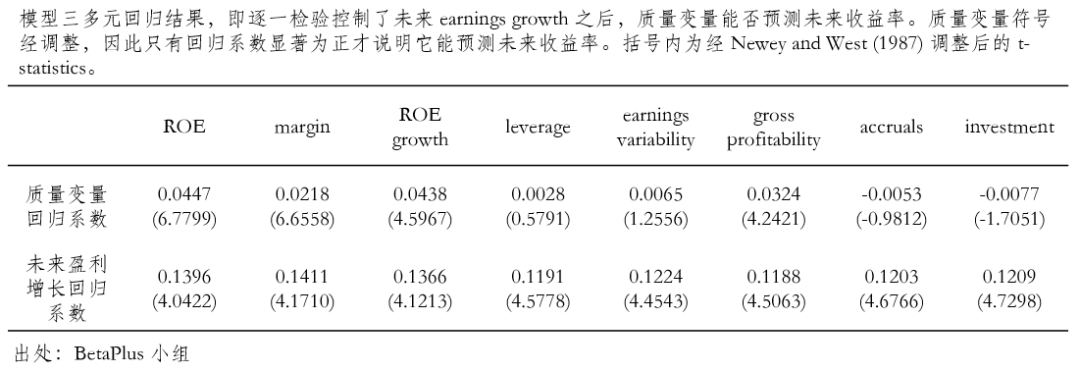 模型三多元回归结果，即逐一检验控制了未来 earnings growth 之后，质量变量能否预测未来收益率。质量变量符号
经调整，因此只有回归系数显著为正才说明它能预测未来收益率。括号内为经 Newey and West (1987) 调整后的 t-
statistics。
ROE margin ROE growth leverage earnings variability gross profitability accruals investment
质量变量 0.0447 0.0218 0.0438 0.0028 0.0065 0.0324 -0.0053 -0.0077
回归系数 (6.7799) (6.6558) (4.5967) (0.5791) (1.2556) (4.2421) (-0.9812) (-1.7051)
未来盈利
增长回归 0.1396 0.1411 0.1366 0.1191 0.1224 0.1188 0.1203 0.1209
系数 (4.0422) (4.1710) (4.1213) (4.5778) (4.4543) (4.5063) (4.6766) (4.7298)
出处：BetaPlus 小组